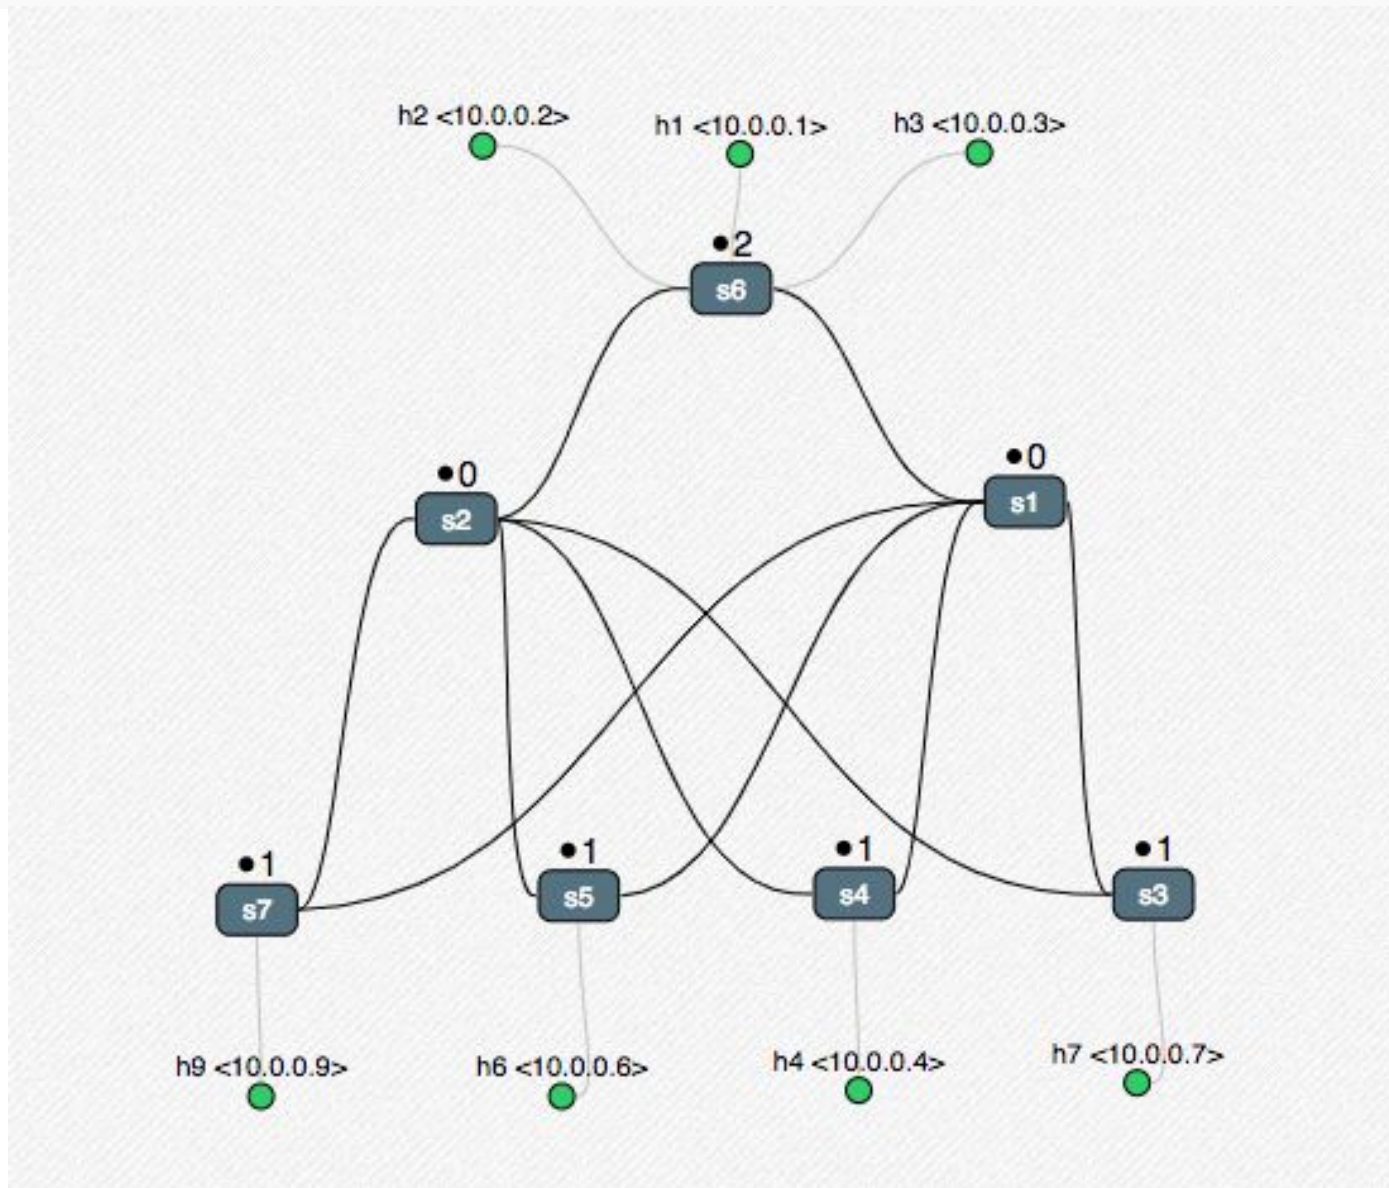 h2 <10.0.0.2>
h1 <10.0.0.1>
h3 <10.0.0.3>
2
s6
0
s2
0
s1
1
s7
1
s5
1
s4
1
s3
h9 <10.0.0.9>
h6 <10.0.0.6>
h4 <10.0.0.4>
h7 <10.0.0.7>